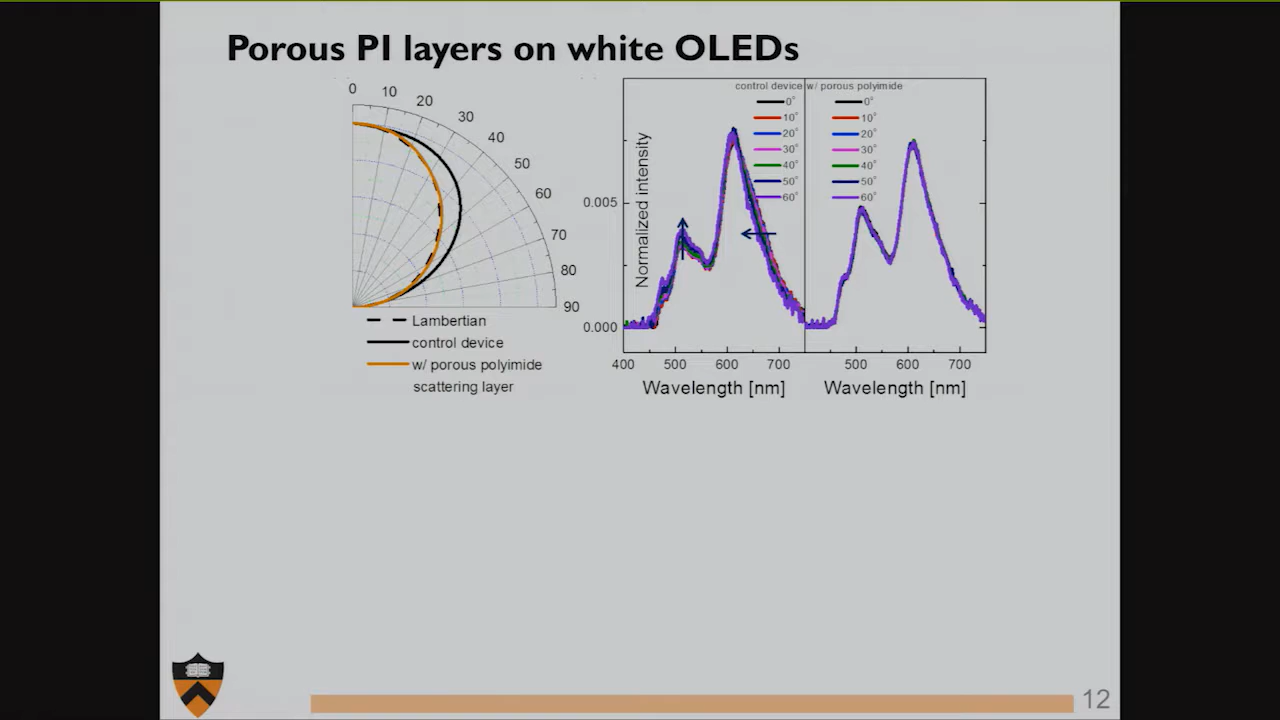 Porous PI layers on white OLEDs
0
10
20
30
40
50
60
70
80
90
Lambertian
control device
w/ porous polyimide
scattering layer
Normalized intensity
0.005
0.000
control device
0°
10°
20°
30°
40°
50°
60°
w/ porous polyimide
0°
10°
20°
30°
40°
50°
60°
400 500 600 700
500 600 700
Wavelength [nm]
Wavelength [nm]
12